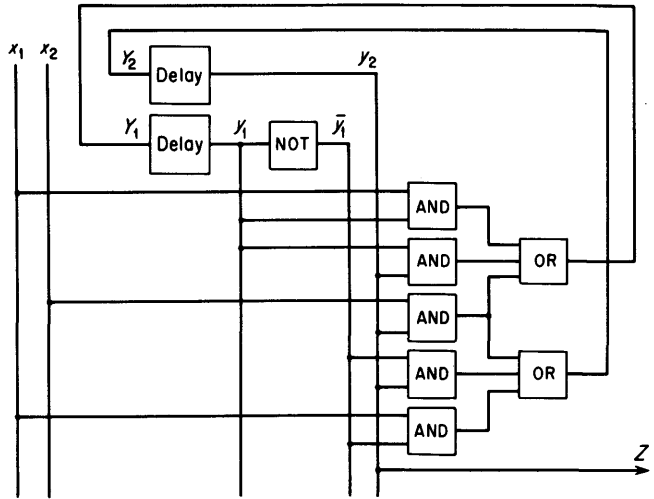 x₁ x₂ Y₂ Delay y₂
Y₁ Delay y₁ NOT ȳ₁
AND
AND OR
AND
AND OR
AND
Z